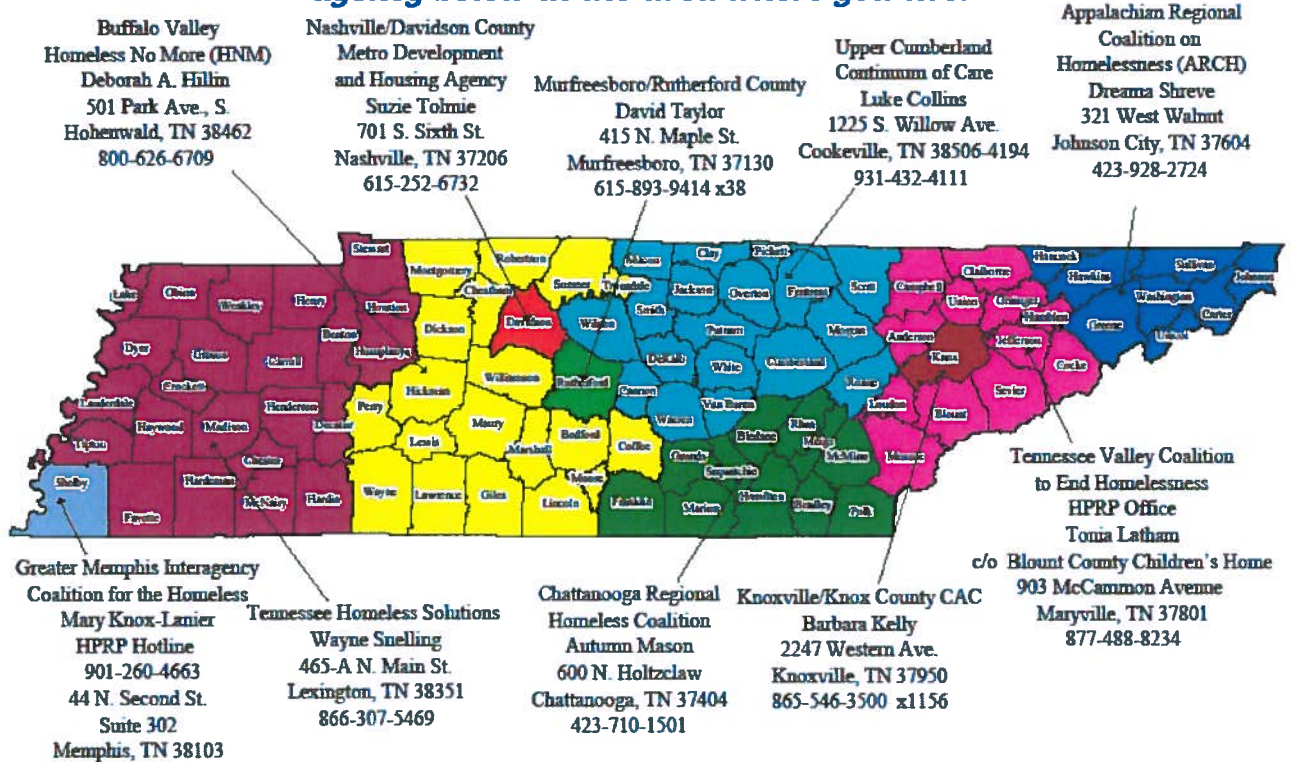 agency below in the area where you live.
Buffalo Valley
Homeless No More (HNM)
Deborah A. Hillin
501 Park Ave., S.
Hohenwald, TN 38462
800-626-6709
Nashville/Davidson County
Metro Development
and Housing Agency
Suzie Tolmie
701 S. Sixth St.
Nashville, TN 37206
615-252-6732
Murfreesboro/Rutherford County
David Taylor
415 N. Maple St.
Murfreesboro, TN 37130
615-893-9414 x38
Upper Cumberland
Continuum of Care
Luke Collins
1225 S. Willow Ave.
Cookeville, TN 38506-4194
931-432-4111
Appalachian Regional
Coalition on
Homelessness (ARCH)
Dreama Shreve
321 West Walnut
Johnson City, TN 37604
423-928-2724
Stewart
Montgomery
Robertson
Sumner
Trousdale
Macon
Clay
Pickett
Scott
Campbell
Claiborne
Hancock
Hawkins
Sullivan
Johnson
Lake
Obion
Weakley
Henry
Houston
Cheatham
Dickson
Davidson
Wilson
Smith
Jackson
Overton
Fentress
Morgan
Anderson
Union
Grainger
Hamblen
Greene
Washington
Carter
Unicoi
Dyer
Gibson
Carroll
Benton
Humphreys
Hickman
Williamson
Rutherford
Cannon
DeKalb
Putnam
White
Cumberland
Roane
Knox
Jefferson
Cocke
Sevier
Lauderdale
Crockett
Haywood
Madison
Henderson
Decatur
Perry
Lewis
Maury
Marshall
Bedford
Coffee
Warren
Van Buren
Bledsoe
Rhea
Meigs
McMinn
Loudon
Blount
Monroe
Tipton
Shelby
Fayette
Hardeman
Chester
McNairy
Hardin
Wayne
Lawrence
Giles
Lincoln
Moore
Franklin
Grundy
Sequatchie
Marion
Hamilton
Bradley
Polk
Greater Memphis Interagency
Coalition for the Homeless
Mary Knox-Lanier
HPRP Hotline
901-260-4663
44 N. Second St.
Suite 302
Memphis, TN 38103
Tennessee Homeless Solutions
Wayne Snelling
465-A N. Main St.
Lexington, TN 38351
866-307-5469
Chattanooga Regional
Homeless Coalition
Autumn Mason
600 N. Holtzclaw
Chattanooga, TN 37404
423-710-1501
Knoxville/Knox County CAC
Barbara Kelly
2247 Western Ave.
Knoxville, TN 37950
865-546-3500 x1156
Tennessee Valley Coalition
to End Homelessness
HPRP Office
Tonia Latham
c/o Blount County Children's Home
903 McCammon Avenue
Maryville, TN 37801
877-488-8234